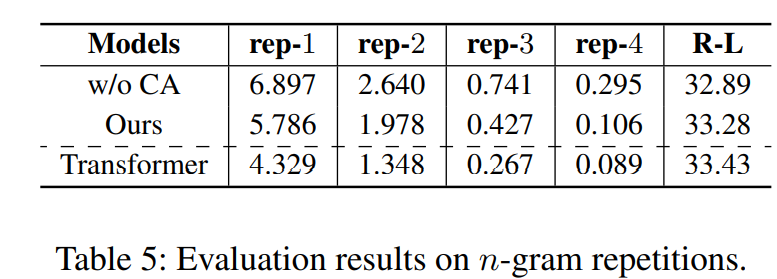 Models rep-1 rep-2 rep-3 rep-4 R-L
w/o CA 6.897 2.640 0.741 0.295 32.89
Ours 5.786 1.978 0.427 0.106 33.28
Transformer 4.329 1.348 0.267 0.089 33.43
Table 5: Evaluation results on n-gram repetitions.